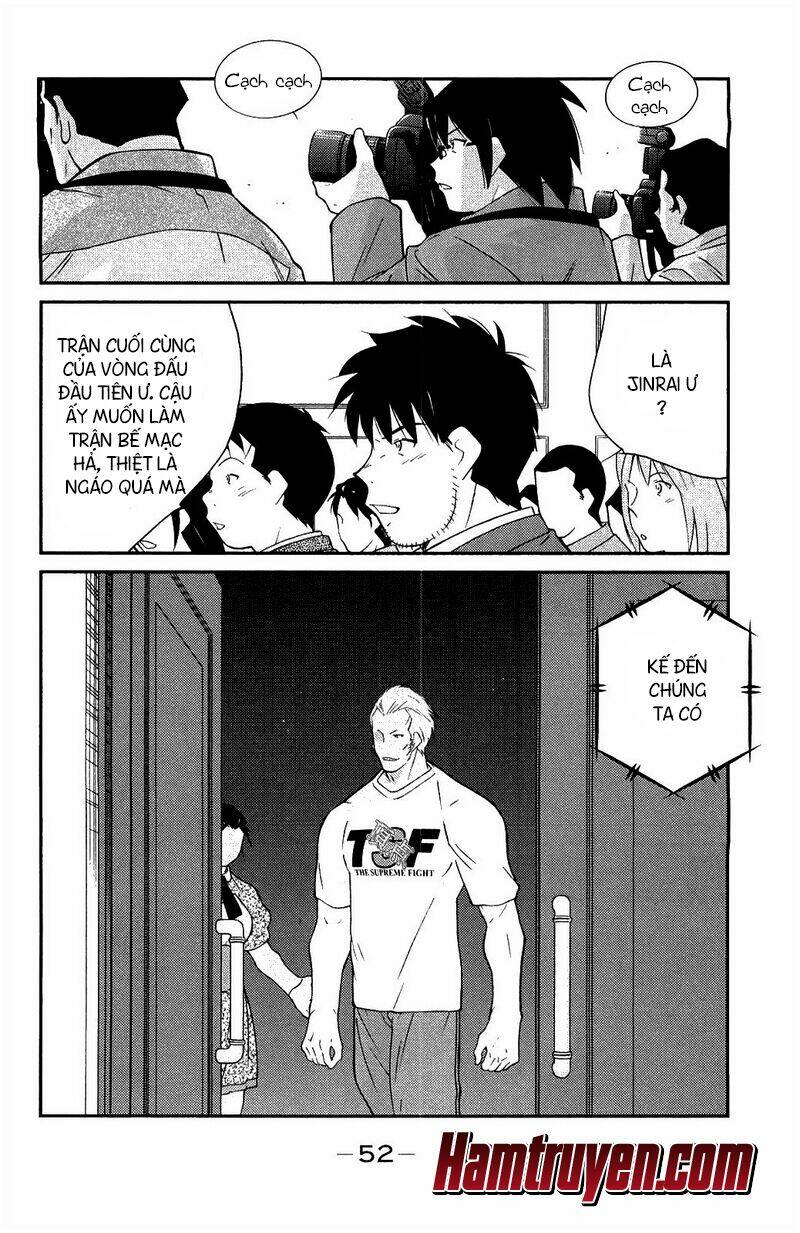 Cạch cạch
Cạch
cạch
TRẬN CUỐI CÙNG
CỦA VÒNG ĐẤU
ĐẦU TIÊN Ư. CẬU
ẤY MUỐN LÀM
TRẬN BẾ MẠC
HẢ, THIỆT LÀ
NGÁO QUÁ MÀ
LÀ
JINRAI Ư
?
KẾ ĐẾN
CHÚNG
TA CÓ
TSF
THE SUPREME FIGHT
-52-
Hamtruyen.com